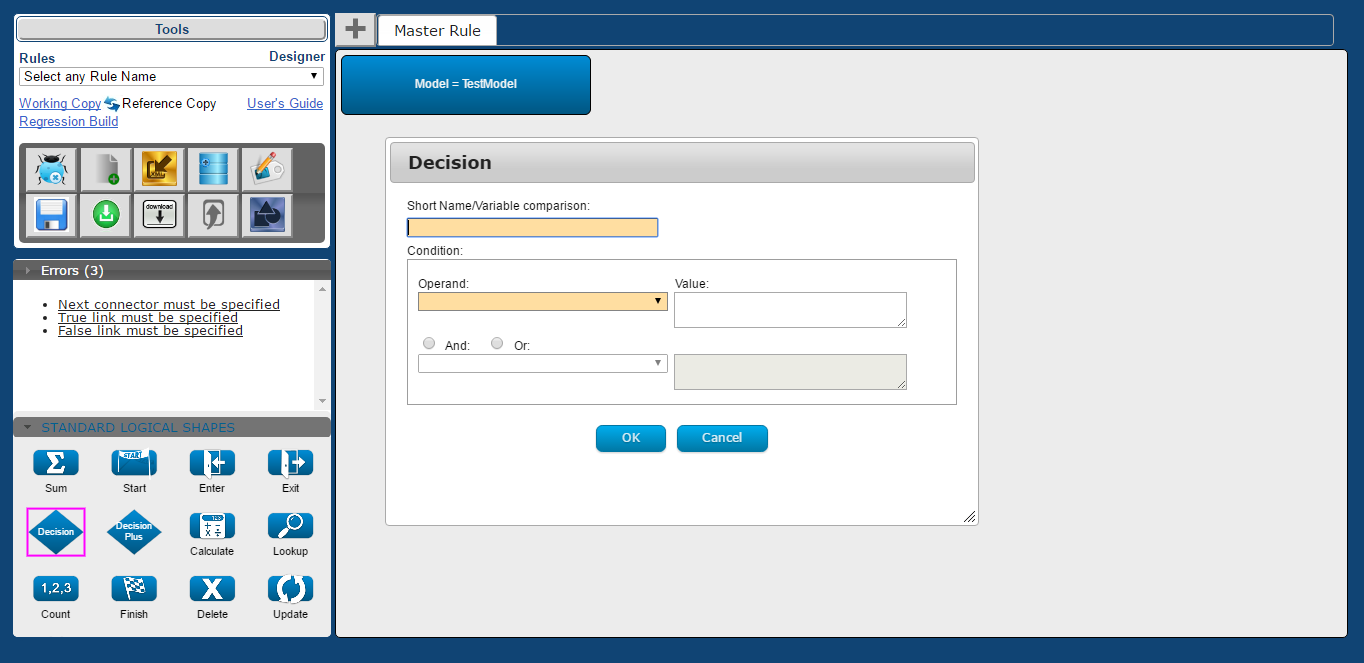 Tools
Rules
Designer
Select any Rule Name
Working Copy Reference Copy User's Guide
Regression Build
download
Errors (3)
Next connector must be specified
True link must be specified
False link must be specified
STANDARD LOGICAL SHAPES
START
Sum Start Enter Exit
Decision
Decision Plus
123
Calculate Lookup
1,2,3
Count Finish Delete Update
Master Rule
Model = TestModel
Decision
Short Name/Variable comparison:
Condition:
Operand: Value:
And: Or:
OK Cancel